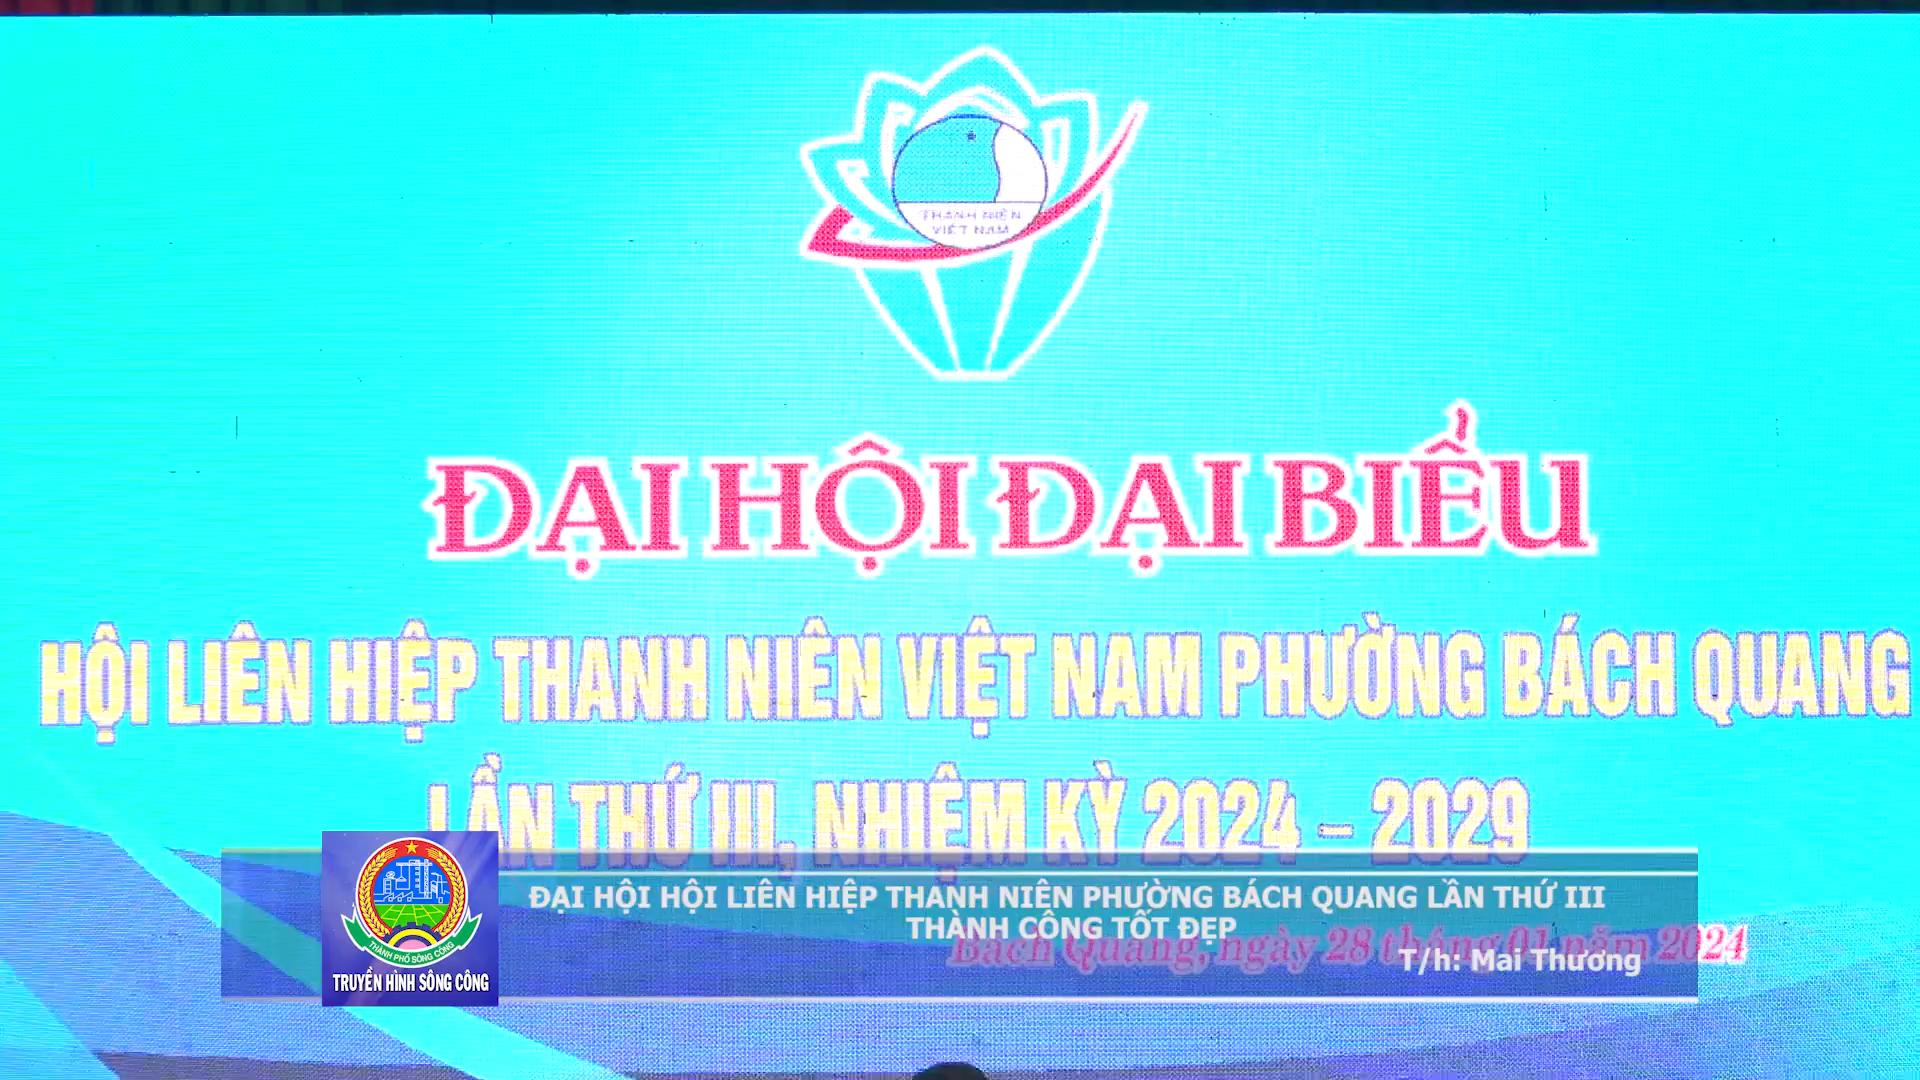 THANH NIÊN
VIỆT NAM
ĐẠI HỘI ĐẠI BIỂU
HỘI LIÊN HIỆP THANH NIÊN VIỆT NAM PHƯỜNG BÁCH QUANG
LẦN THỨ III, NHIỆM KỲ 2024 - 2029
ĐẠI HỘI HỘI LIÊN HIỆP THANH NIÊN PHƯỜNG BÁCH QUANG LẦN THỨ III
THÀNH CÔNG TỐT ĐẸP
Bách Quang, ngày 28 tháng 01 năm 2024
T/h: Mai Thương
THÀNH PHỐ SÔNG CÔNG
TRUYỀN HÌNH SÔNG CÔNG